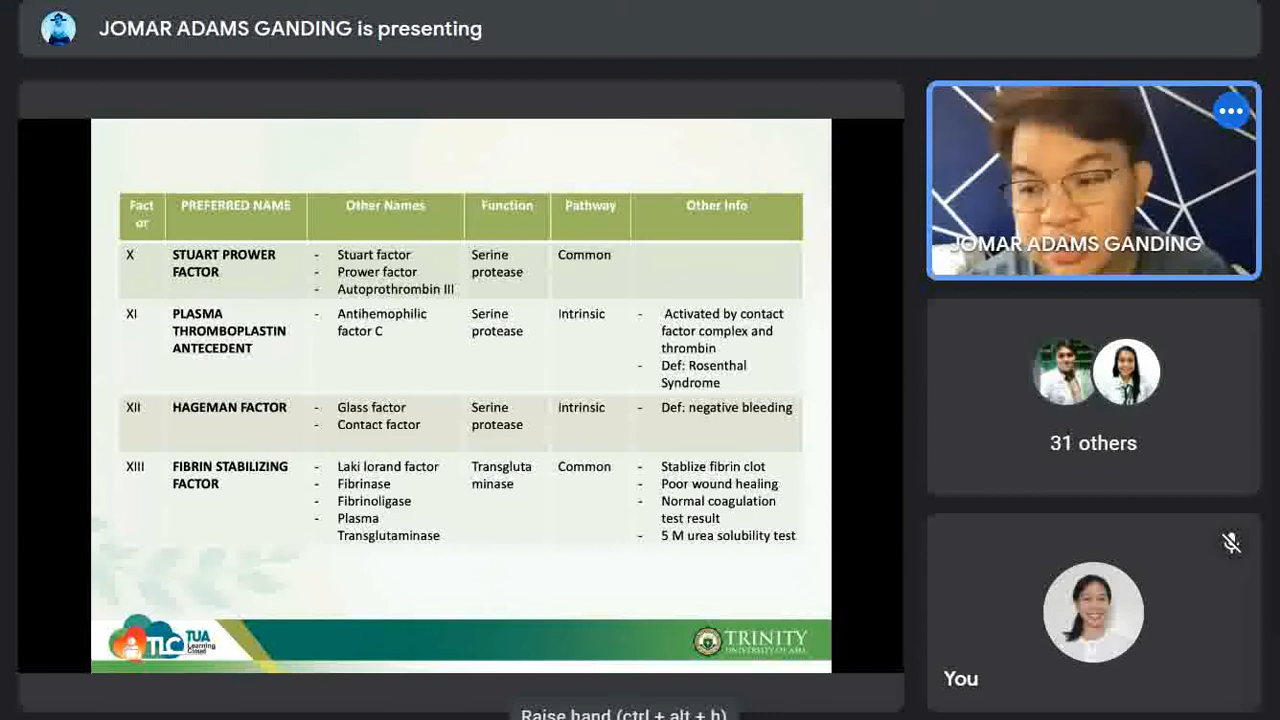 JOMAR ADAMS GANDING is presenting
Fact
or
PREFERRED NAME
Other Names
Function
Pathway
Other Info
X
STUART PROWER
FACTOR
- Stuart factor
- Prower factor
- Autoprothrombin III
Serine
protease
Common
XI
PLASMA
THROMBOPLASTIN
ANTECEDENT
- Antihemophilic
factor C
Serine
protease
Intrinsic
- Activated by contact
factor complex and
thrombin
- Def: Rosenthal
Syndrome
XII
HAGEMAN FACTOR
- Glass factor
- Contact factor
Serine
protease
Intrinsic
- Def: negative bleeding
XIII
FIBRIN STABILIZING
FACTOR
- Laki lorand factor
- Fibrinase
- Fibrinoligase
- Plasma
Transglutaminase
Transgluta
minase
Common
- Stablize fibrin clot
- Poor wound healing
- Normal coagulation
test result
- 5 M urea solubility test
TLC TUA
Learning
Cloud
TRINITY
UNIVERSITY OF ASIA
JOMAR ADAMS GANDING
31 others
You
Raise hand (ctrl + alt + h)